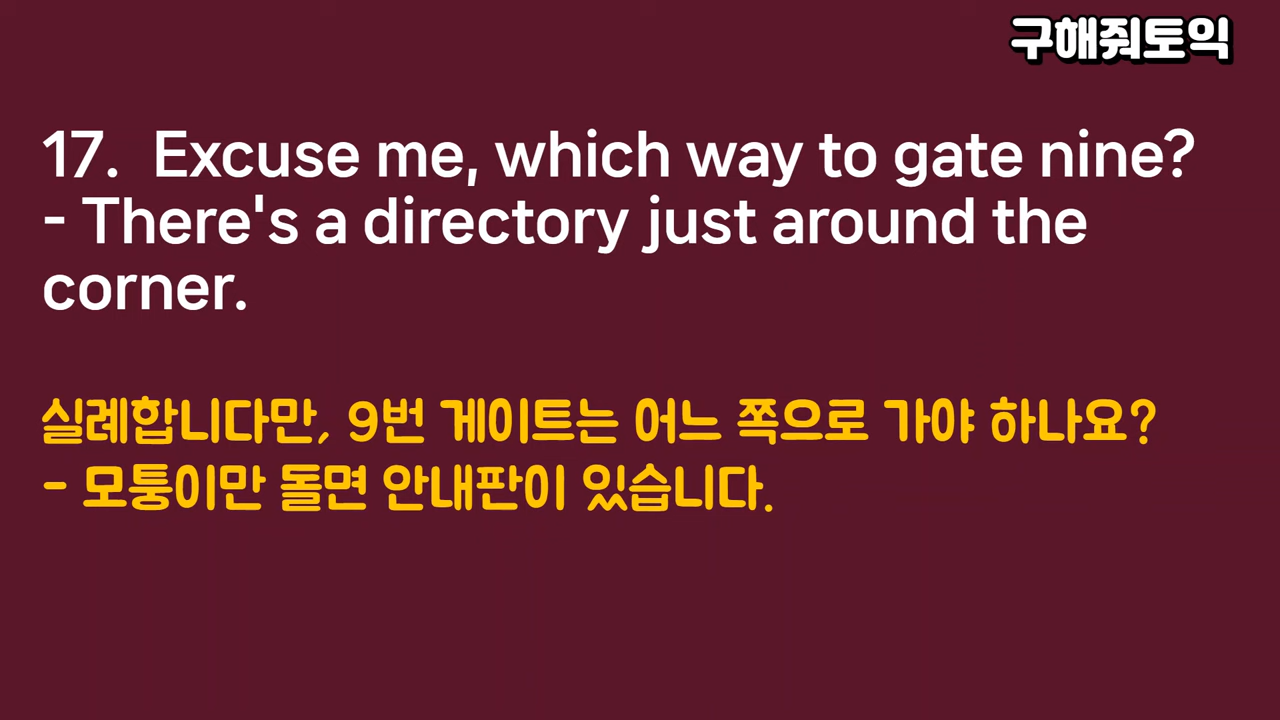 구해줘토익
17.  Excuse me, which way to gate nine?
- There's a directory just around the
corner.
실례합니다만, 9번 게이트는 어느 쪽으로 가야 하나요?
- 모퉁이만 돌면 안내판이 있습니다.